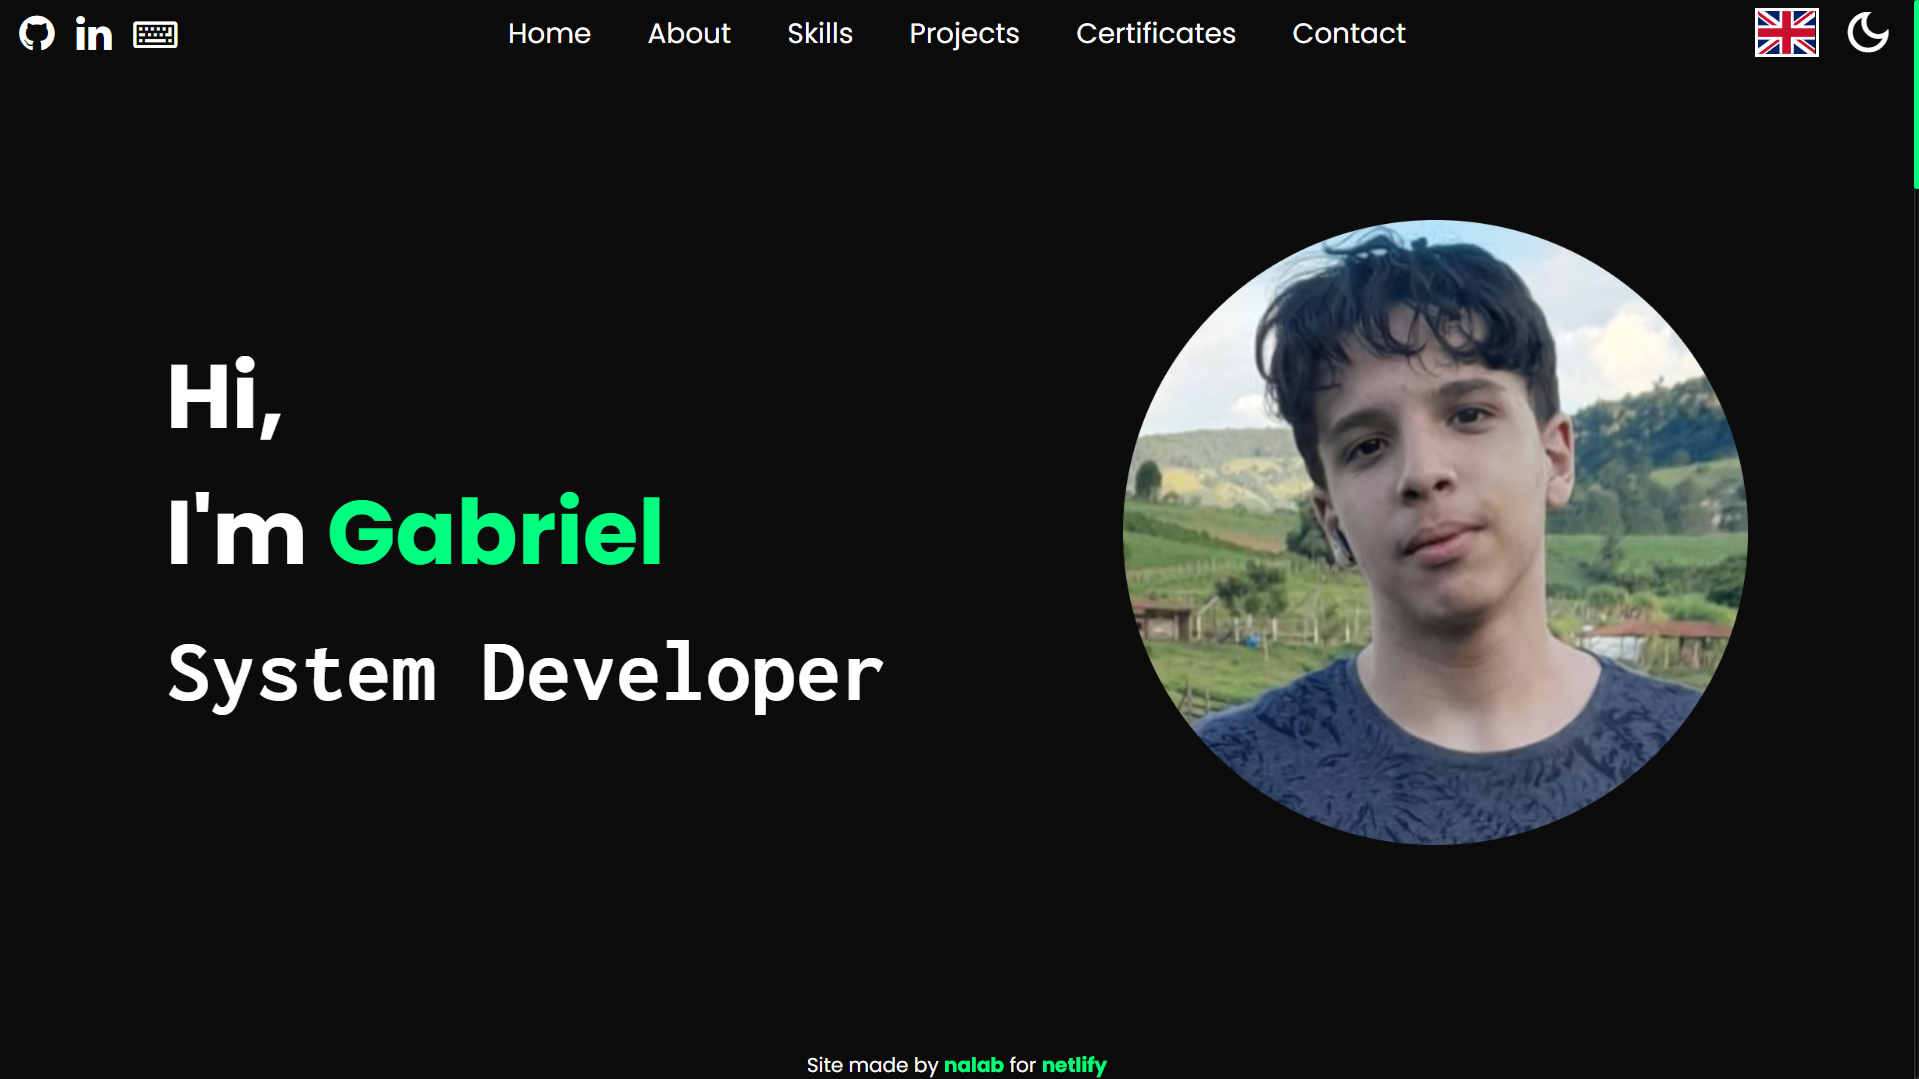 in
Home About Skills Projects Certificates Contact
Hi,
I'm Gabriel
System Developer
Site made by nalab for netlify